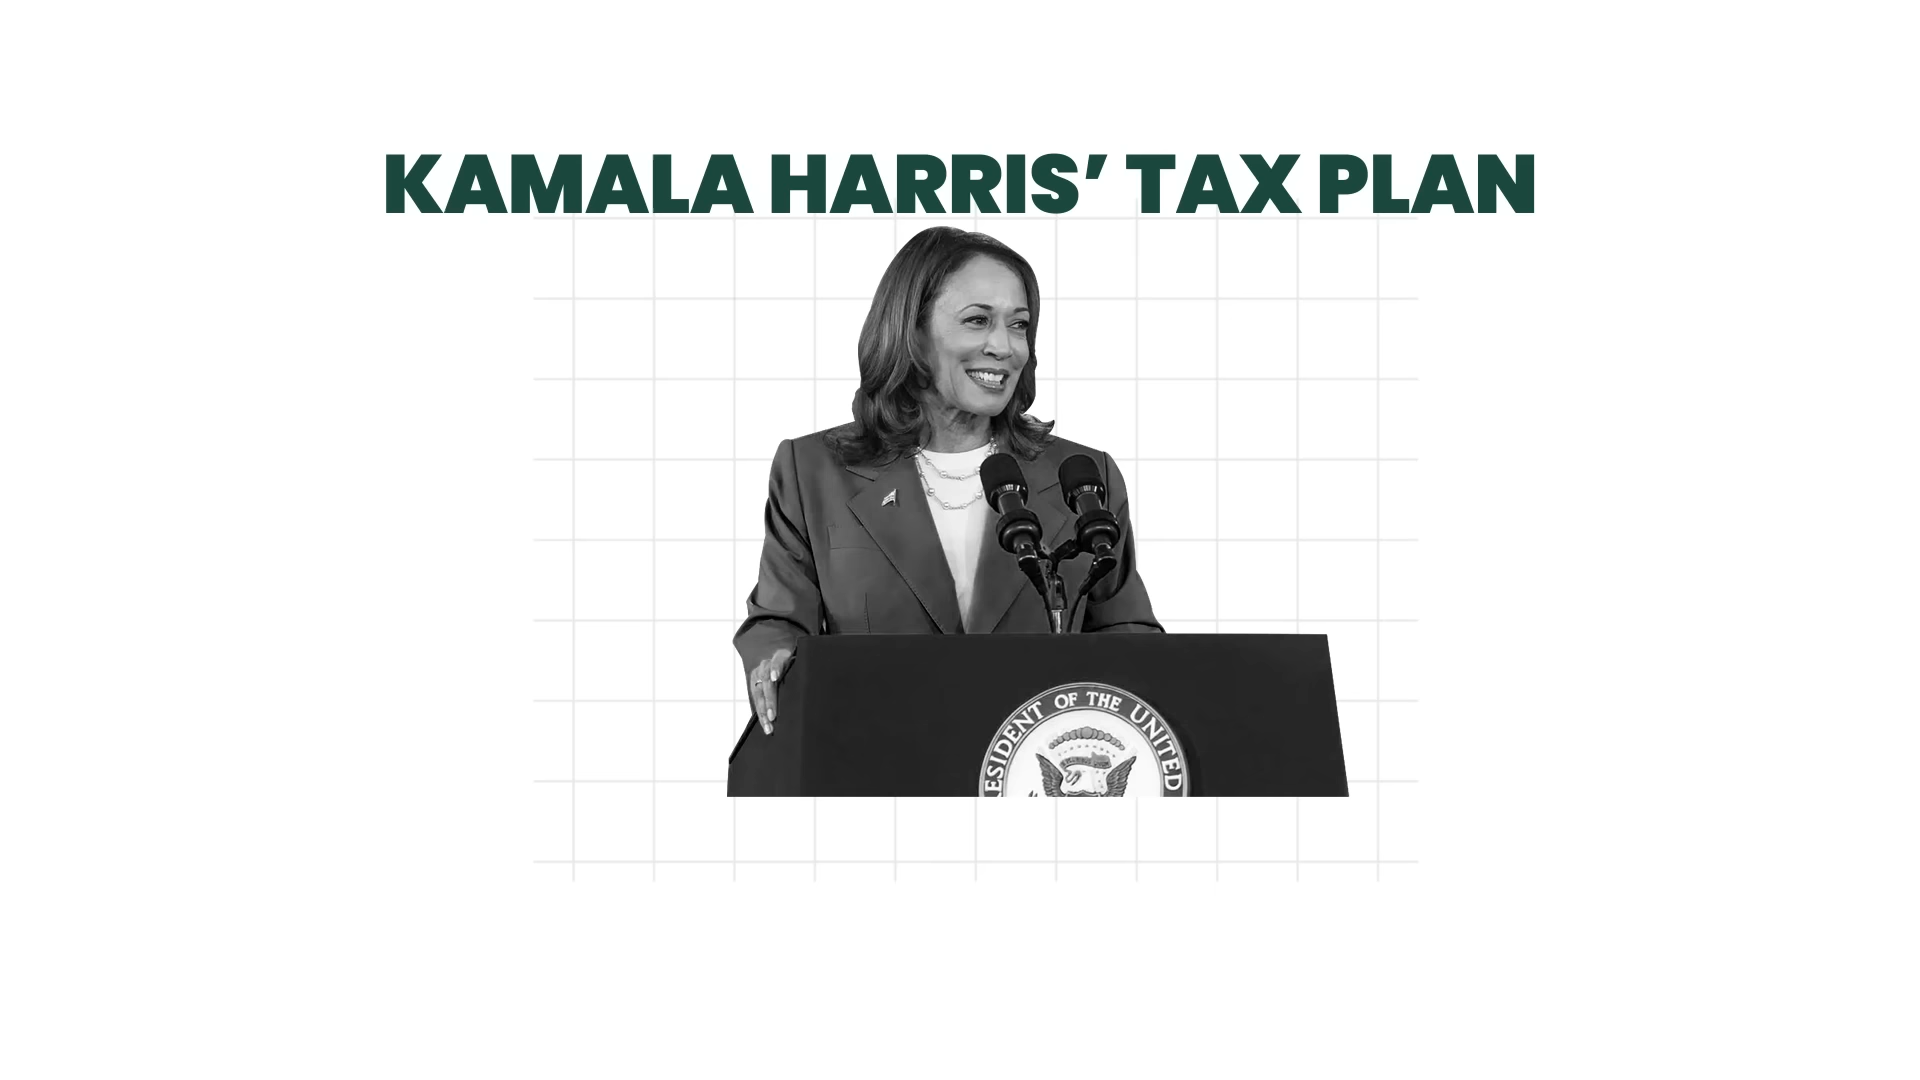 KAMALA HARRIS’ TAX PLAN
ESIDENT OF THE UNITED